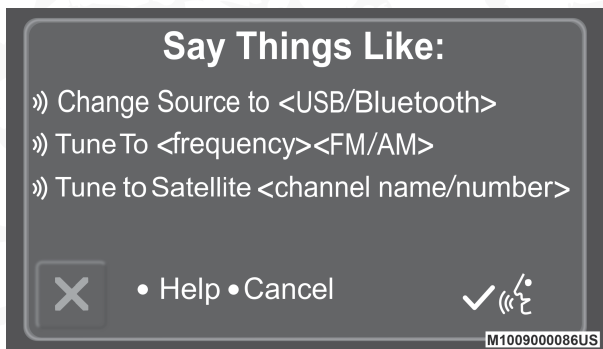 Say Things Like:
Change Source to <USB/Bluetooth>
Tune To <frequency><FM/AM>
Tune to Satellite <channel name/number>
• Help • Cancel
M1009000086US